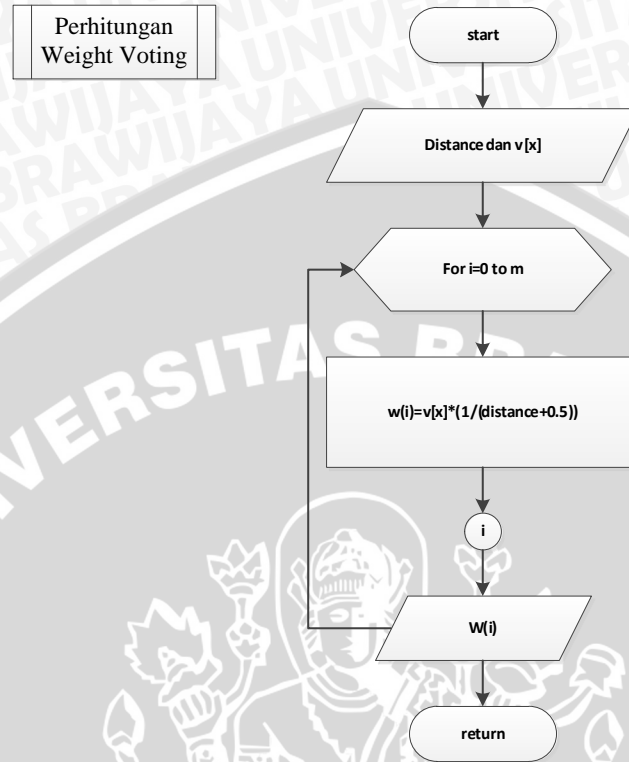 Perhitungan
Weight Voting
start
Distance dan v[x]
For i=0 to m
w(i)=v[x]*(1/(distance+0.5))
i
W(i)
return